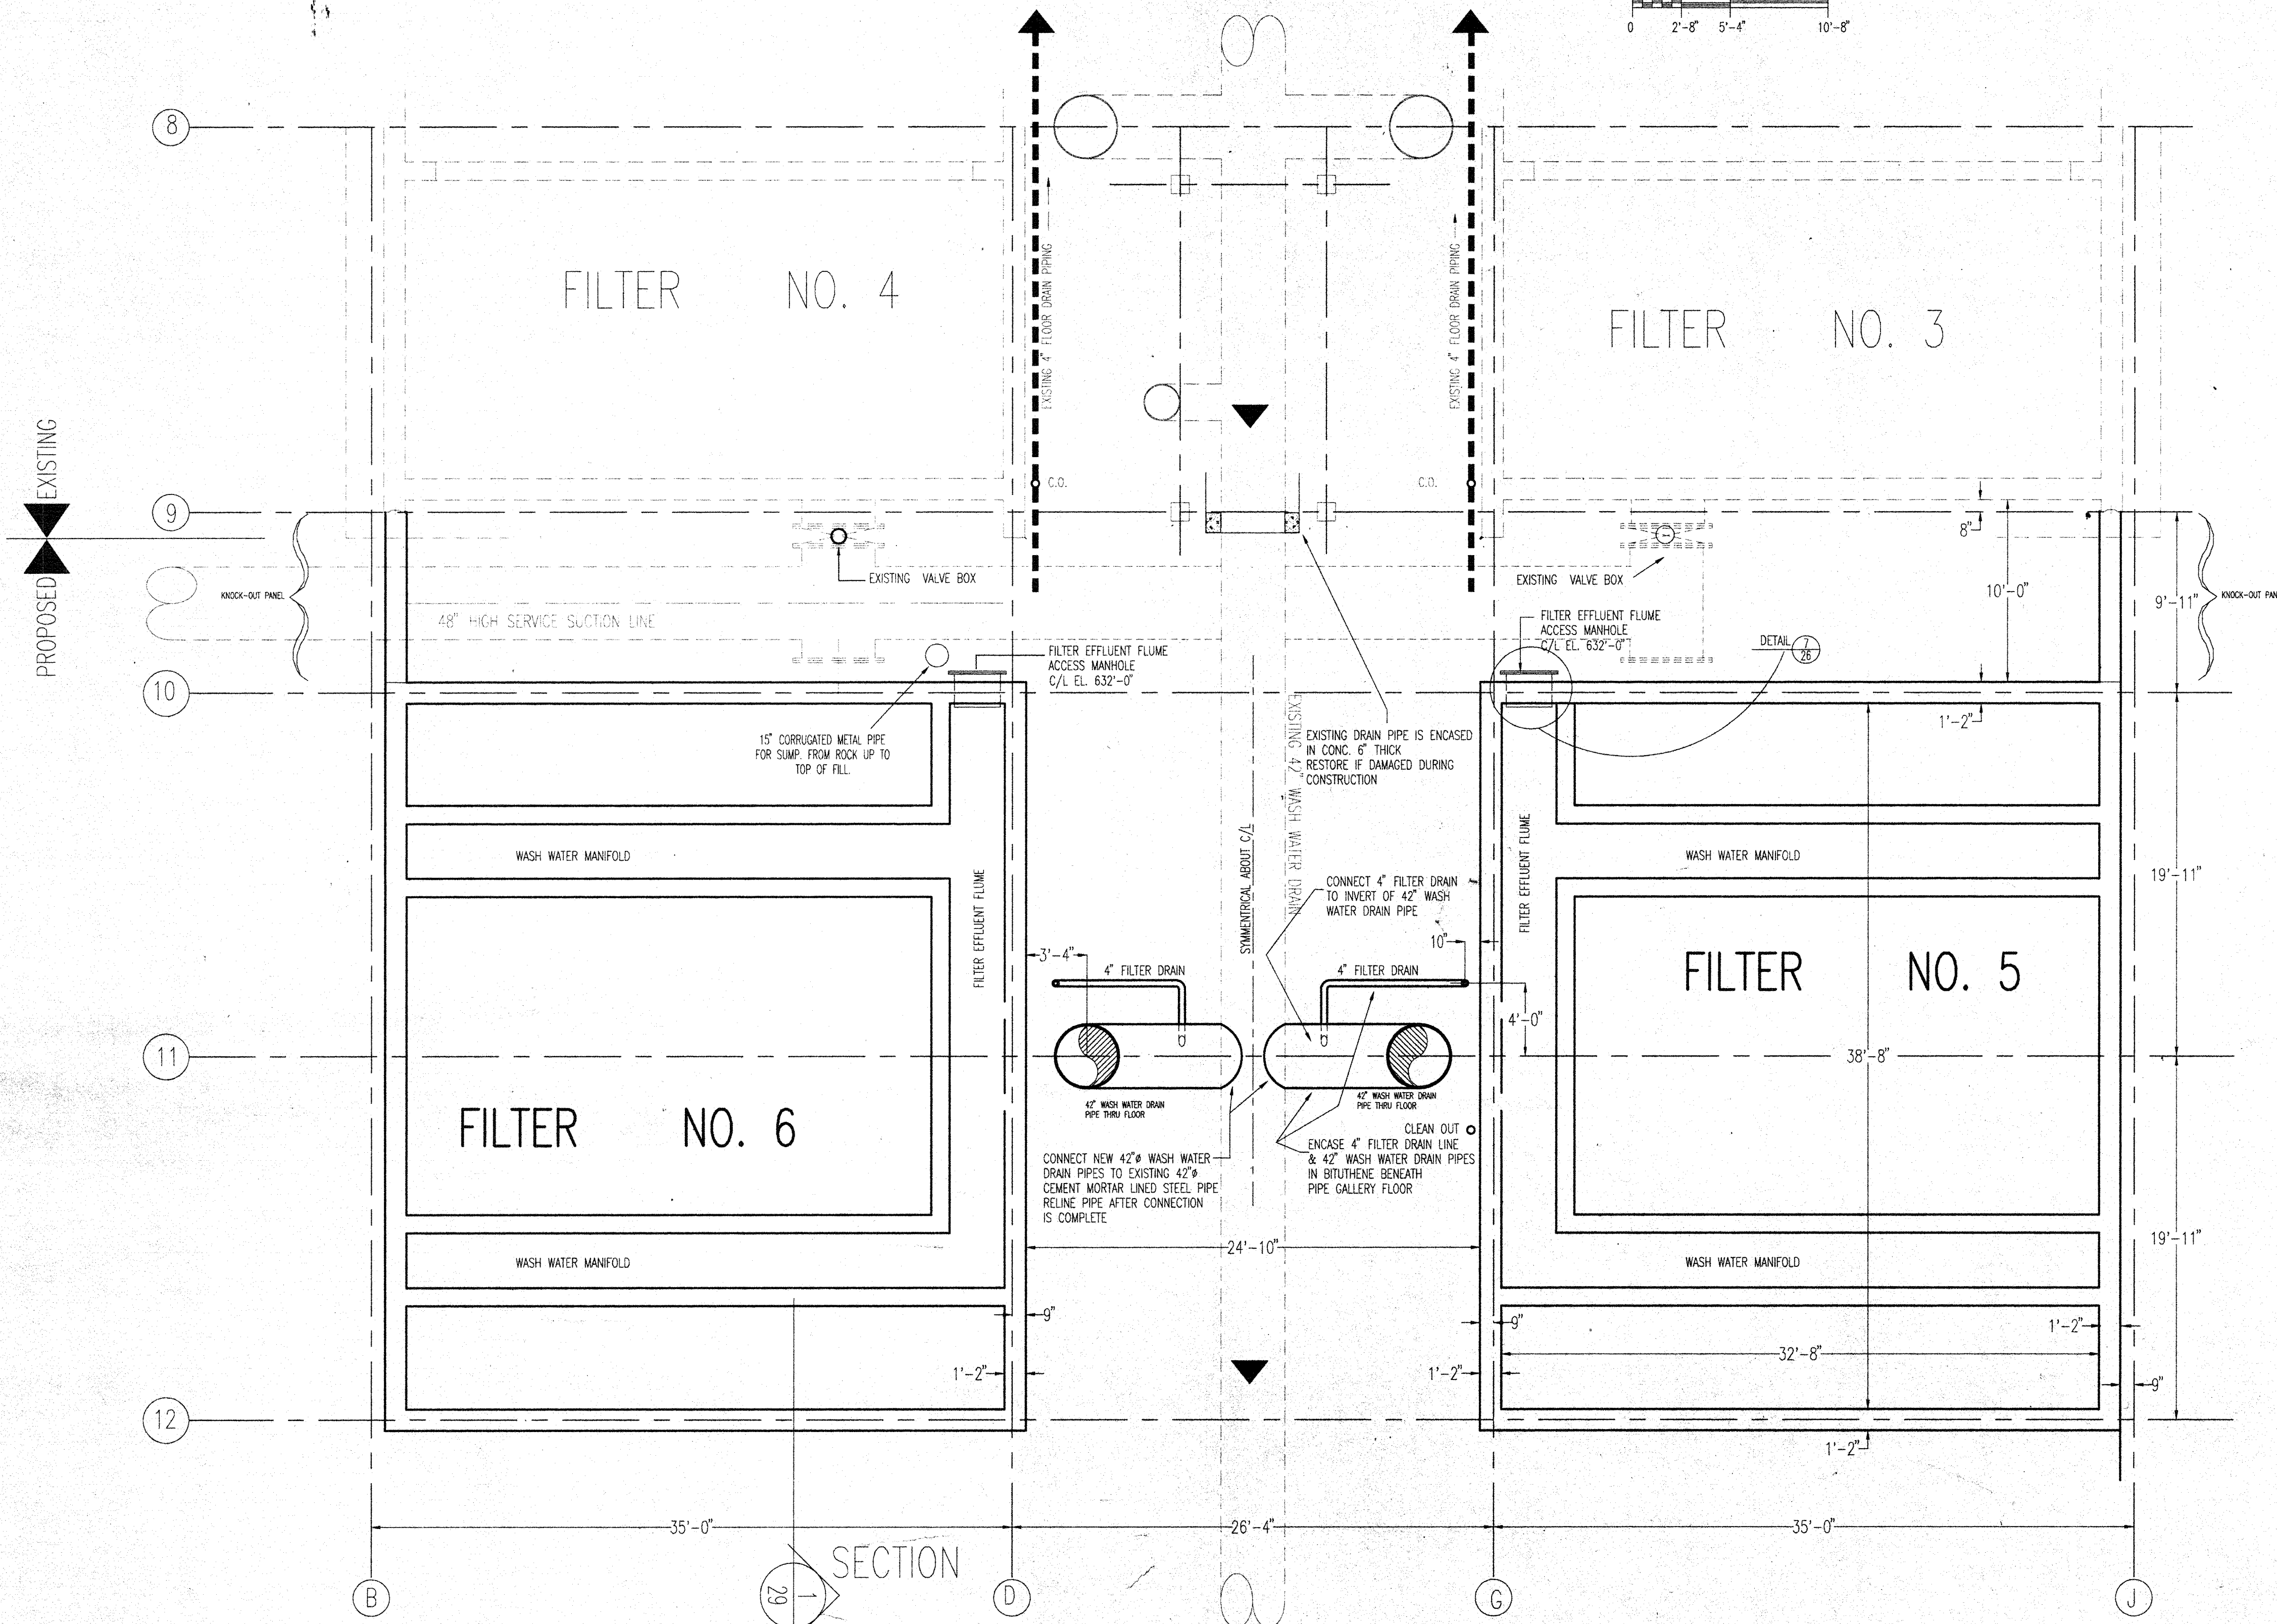 0 2'-8" 5'-4" 10'-8"
8
FILTER NO. 4
EXISTING 4" FLOOR DRAIN PIPING
EXISTING 4" FLOOR DRAIN PIPING
FILTER NO. 3
EXISTING
PROPOSED
9
C.O.
C.O.
8"
KNOCK-OUT PANEL
EXISTING VALVE BOX
EXISTING VALVE BOX
10'-0"
9'-11"
KNOCK-OUT PAN
48" HIGH SERVICE SUCTION LINE
FILTER EFFLUENT FLUME
ACCESS MANHOLE
C/L EL. 632'-0"
FILTER EFFLUENT FLUME
ACCESS MANHOLE
C/L EL. 632'-0"
DETAIL 7
26
10
15" CORRUGATED METAL PIPE
FOR SUMP. FROM ROCK UP TO
TOP OF FILL.
EXISTING 42" WASH WATER DRAIN
EXISTING DRAIN PIPE IS ENCASED
IN CONC. 6" THICK
RESTORE IF DAMAGED DURING
CONSTRUCTION
1'-2"
WASH WATER MANIFOLD
FILTER EFFLUENT FLUME
SYMMENTRICAL ABOUT C/L
CONNECT 4" FILTER DRAIN
TO INVERT OF 42" WASH
WATER DRAIN PIPE
FILTER EFFLUENT FLUME
WASH WATER MANIFOLD
19'-11"
3'-4"
10"
4" FILTER DRAIN
4" FILTER DRAIN
FILTER NO. 5
4'-0"
11
38'-8"
42" WASH WATER DRAIN
PIPE THRU FLOOR
42" WASH WATER DRAIN
PIPE THRU FLOOR
FILTER NO. 6
CLEAN OUT
CONNECT NEW 42"ø WASH WATER
DRAIN PIPES TO EXISTING 42"ø
CEMENT MORTAR LINED STEEL PIPE
RELINE PIPE AFTER CONNECTION
IS COMPLETE
ENCASE 4" FILTER DRAIN LINE
& 42" WASH WATER DRAIN PIPES
IN BITUTHENE BENEATH
PIPE GALLERY FLOOR
24'-10"
19'-11"
WASH WATER MANIFOLD
WASH WATER MANIFOLD
9"
9"
1'-2"
32'-8"
1'-2"
1'-2"
9"
12
1'-2"
35'-0"
26'-4"
35'-0"
SECTION
1
29
B
D
G
J